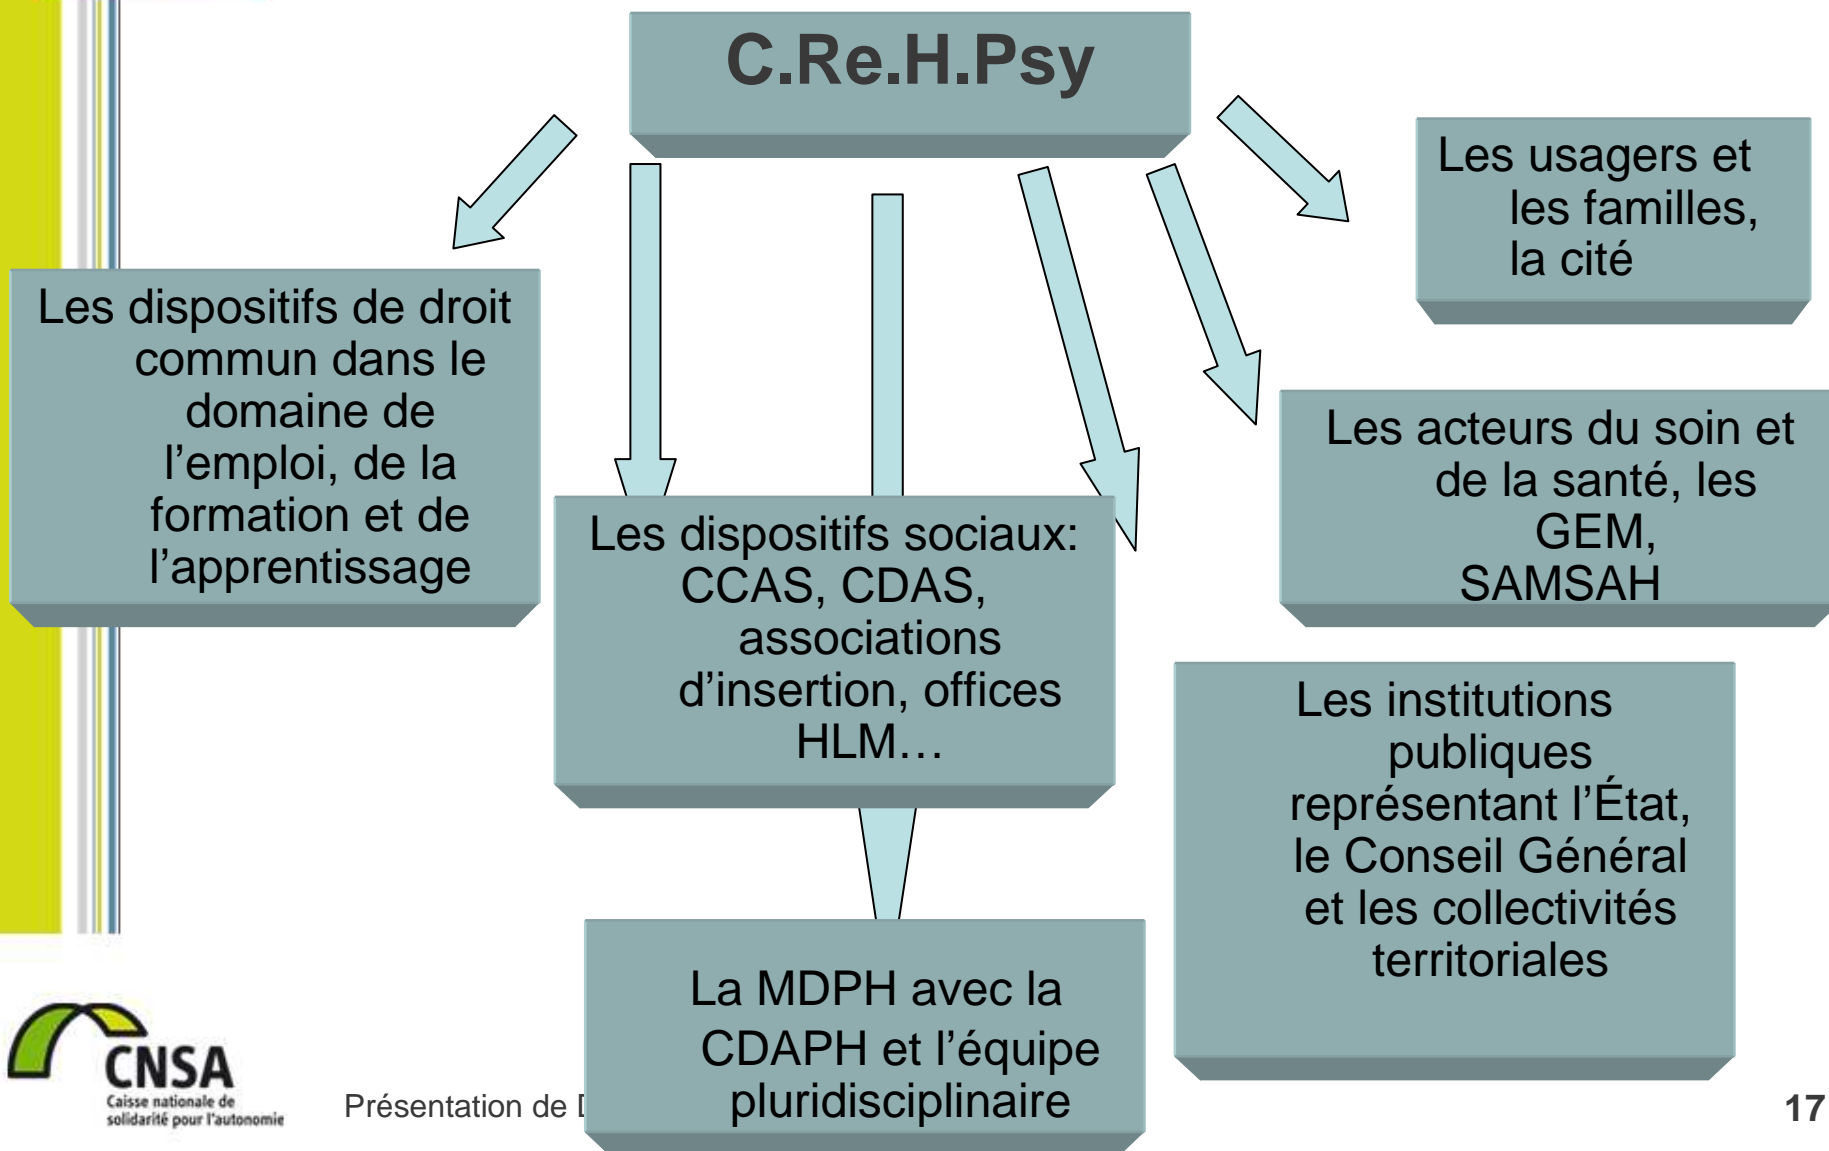 C.Re.H.Psy
Les usagers et
les familles,
la cité
Les dispositifs de droit
commun dans le
domaine de
l’emploi, de la
formation et de
l’apprentissage
Les acteurs du soin et
de la santé, les
GEM,
SAMSAH
Les dispositifs sociaux:
CCAS, CDAS,
associations
d’insertion, offices
HLM…
Les institutions
publiques
représentant l’État,
le Conseil Général
et les collectivités
territoriales
La MDPH avec la
CDAPH et l’équipe
pluridisciplinaire
CNSA
Caisse nationale de
solidarité pour l'autonomie
Présentation de
17